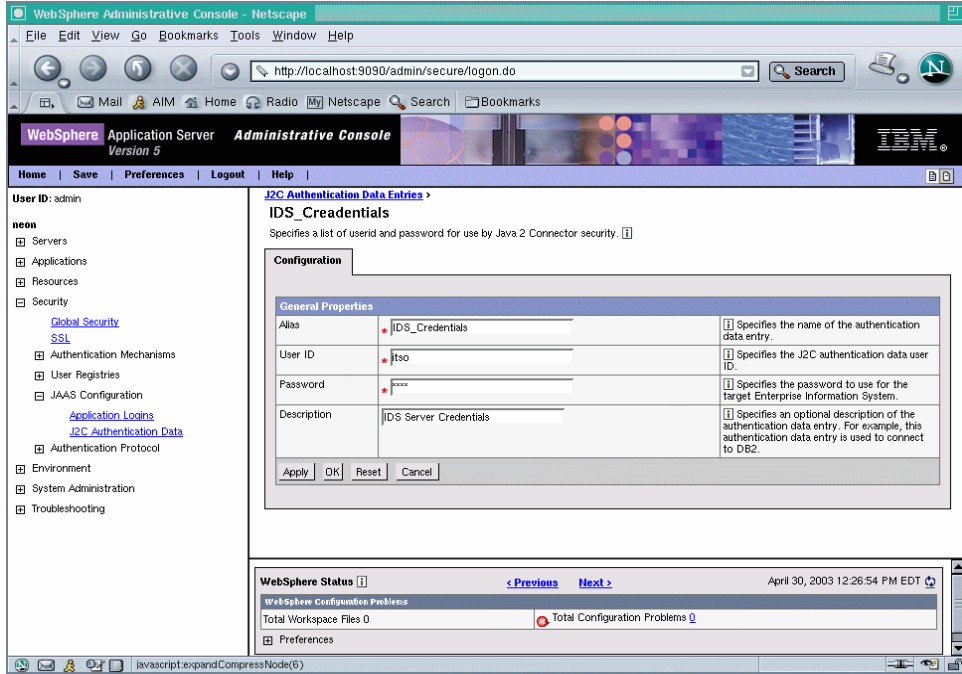 WebSphere Administrative Console - Netscape
File Edit View Go Bookmarks Tools Window Help
http://localhost:9090/admin/secure/logon.do
Search
N
Mail AIM Home Radio My Netscape Search Bookmarks
WebSphere Application Server Administrative Console
Version 5
IBM
Home | Save | Preferences | Logout | Help |
User ID: admin
neon
Servers
Applications
Resources
Security
Global Security
SSL
Authentication Mechanisms
User Registries
JAAS Configuration
Application Logins
J2C Authentication Data
Authentication Protocol
Environment
System Administration
Troubleshooting
J2C Authentication Data Entries >
IDS_Creadentials
Specifies a list of userid and password for use by Java 2 Connector security. i
Configuration
General Properties
Alias * IDS_Credentials i Specifies the name of the authentication
data entry.
User ID * itso i Specifies the J2C authentication data user
ID.
Password * **** i Specifies the password to use for the
target Enterprise Information System.
Description IDS Server Credentials i Specifies an optional description of the
authentication data entry. For example, this
authentication data entry is used to connect
to DB2.
Apply OK Reset Cancel
WebSphere Status i < Previous Next > April 30, 2003 12:26:54 PM EDT
WebSphere Configuration Problems
Total Workspace Files 0 Total Configuration Problems 0
Preferences
javascript:expandCompressNode(6)